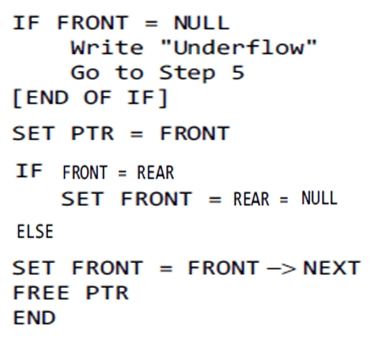 IF FRONT = NULL
Write "Underflow"
Go to Step 5
[END OF IF]
SET PTR = FRONT
IF FRONT = REAR
SET FRONT = REAR = NULL
ELSE
SET FRONT = FRONT —> NEXT
FREE PTR
END